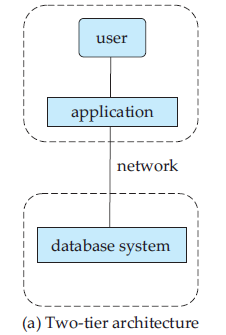 user
application
network
database system
(a) Two-tier architecture